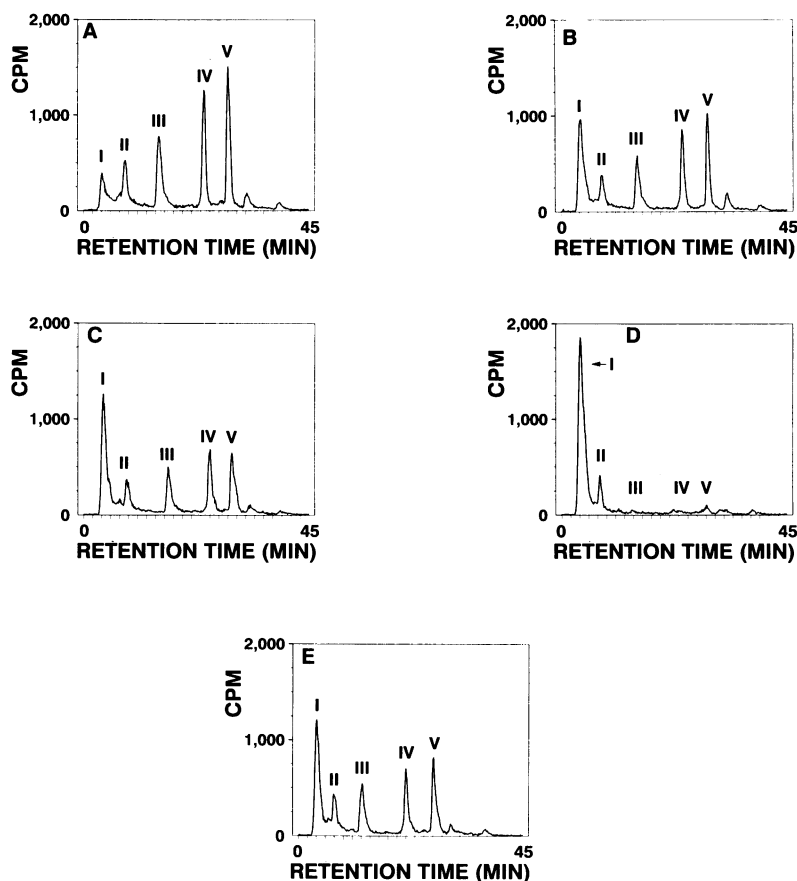 A
2,000
CPM
1,000
0
I
II
III
IV
V
0
45
RETENTION TIME (MIN)
B
2,000
CPM
1,000
0
I
II
III
IV
V
0
45
RETENTION TIME (MIN)
C
2,000
CPM
1,000
0
I
II
III
IV
V
0
45
RETENTION TIME (MIN)
D
2,000
CPM
1,000
0
I
II
III
IV
V
0
45
RETENTION TIME (MIN)
E
2,000
CPM
1,000
0
I
II
III
IV
V
0
45
RETENTION TIME (MIN)